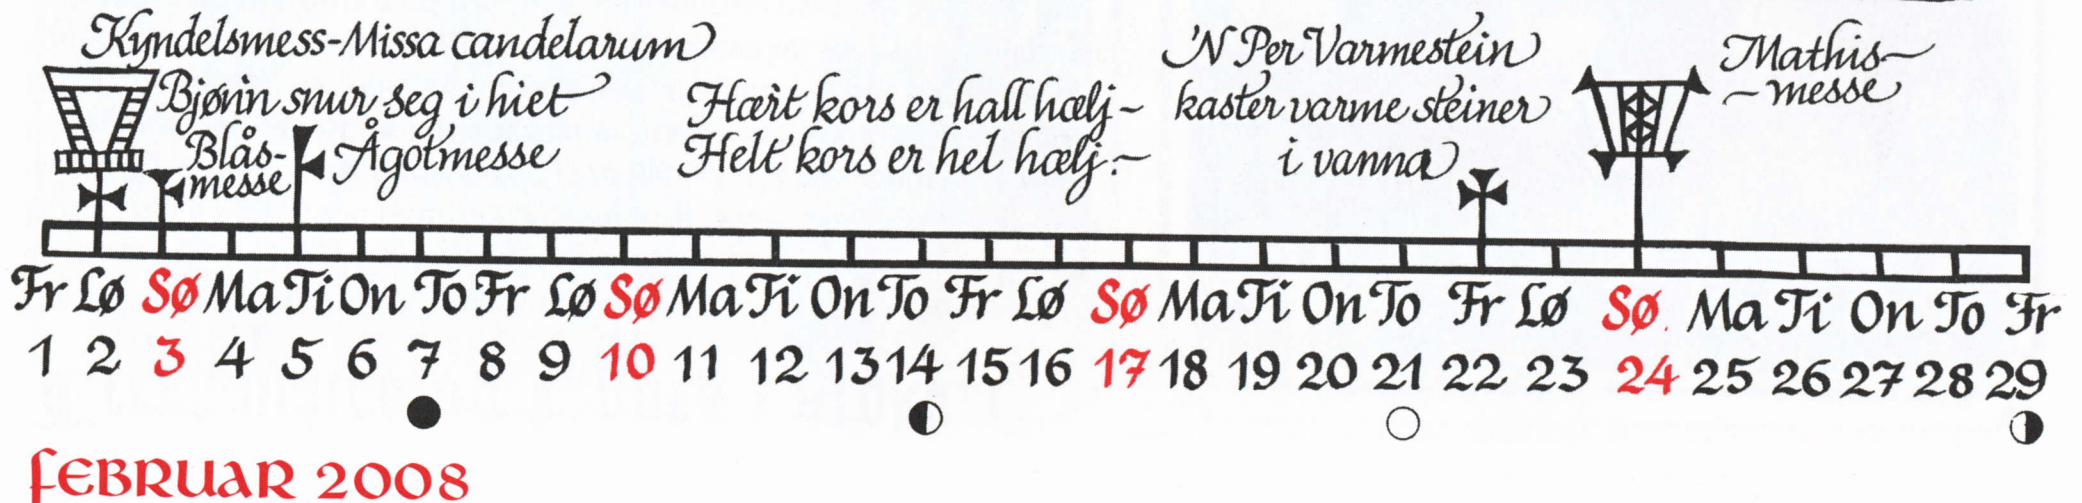 Kyndelsmess-Missa candelarum
Bjønn snur seg i hiet
Blås-
messe
Ågotmesse
Hært kors er hall hælj-
Helt kors er hel hælj.-
'N Per Varmestein
kaster varme steiner
i vanna
Mathis-
-messe
Fr Lø Sø Ma Ti On To Fr Lø Sø Ma Ti On To Fr Lø Sø Ma Ti On To Fr Lø Sø. Ma Ti On To Fr
1 2 3 4 5 6 7 8 9 10 11 12 13 14 15 16 17 18 19 20 21 22 23 24 25 26 27 28 29
FEBRUAR 2008